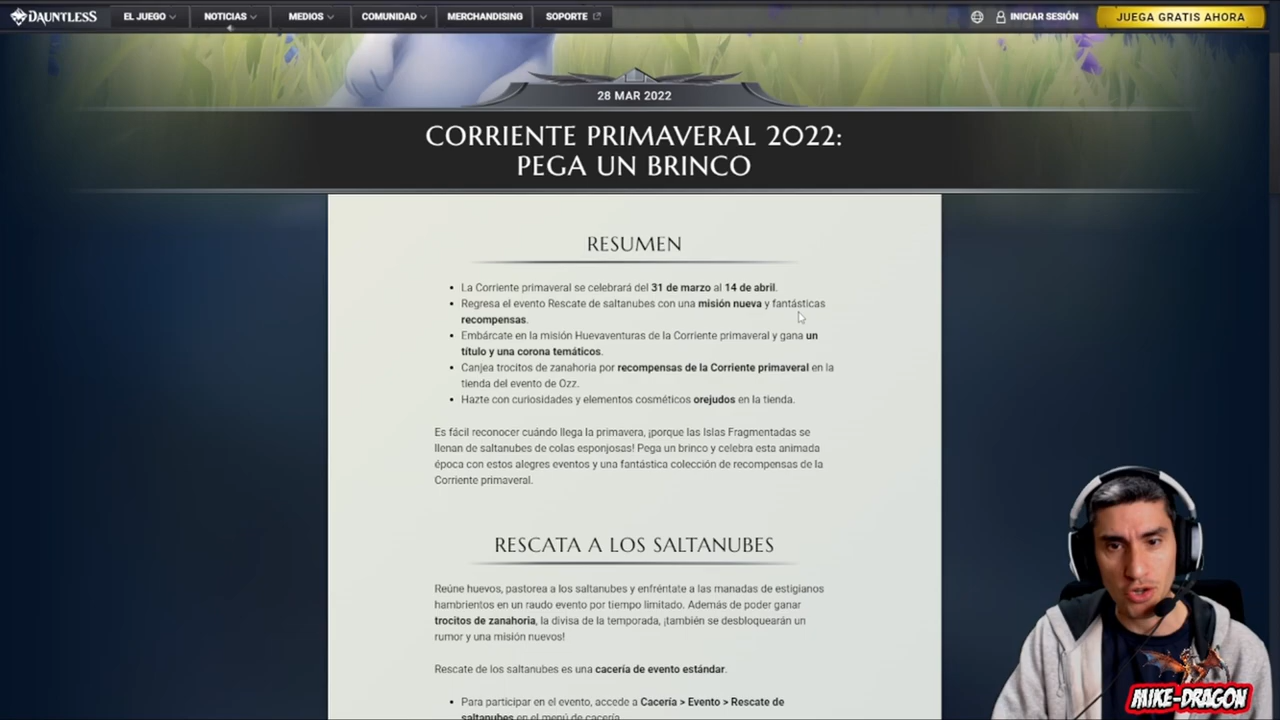 DAUNTLESS EL JUEGO NOTICIAS MEDIOS COMUNIDAD MERCHANDISING SOPORTE INICIAR SESIÓN JUEGA GRATIS AHORA
28 MAR 2022
CORRIENTE PRIMAVERAL 2022:
PEGA UN BRINCO
RESUMEN
• La Corriente primaveral se celebrará del 31 de marzo al 14 de abril.
• Regresa el evento Rescate de saltanubes con una misión nueva y fantásticas
recompensas.
• Embárcate en la misión Huevaventuras de la Corriente primaveral y gana un
título y una corona temáticos.
• Canjea trocitos de zanahoria por recompensas de la Corriente primaveral en la
tienda del evento de Ozz.
• Hazte con curiosidades y elementos cosméticos orejudos en la tienda.
Es fácil reconocer cuándo llega la primavera, ¡porque las Islas Fragmentadas se
llenan de saltanubes de colas esponjosas! Pega un brinco y celebra esta animada
época con estos alegres eventos y una fantástica colección de recompensas de la
Corriente primaveral.
RESCATA A LOS SALTANUBES
Reúne huevos, pastorea a los saltanubes y enfréntate a las manadas de estigianos
hambrientos en un raudo evento por tiempo limitado. Además de poder ganar
trocitos de zanahoria, la divisa de la temporada, ¡también se desbloquearán un
rumor y una misión nuevos!
Rescate de los saltanubes es una cacería de evento estándar.
• Para participar en el evento, accede a Cacería > Evento > Rescate de
saltanubes en el menú de cacería.
MIKE-DRAGON